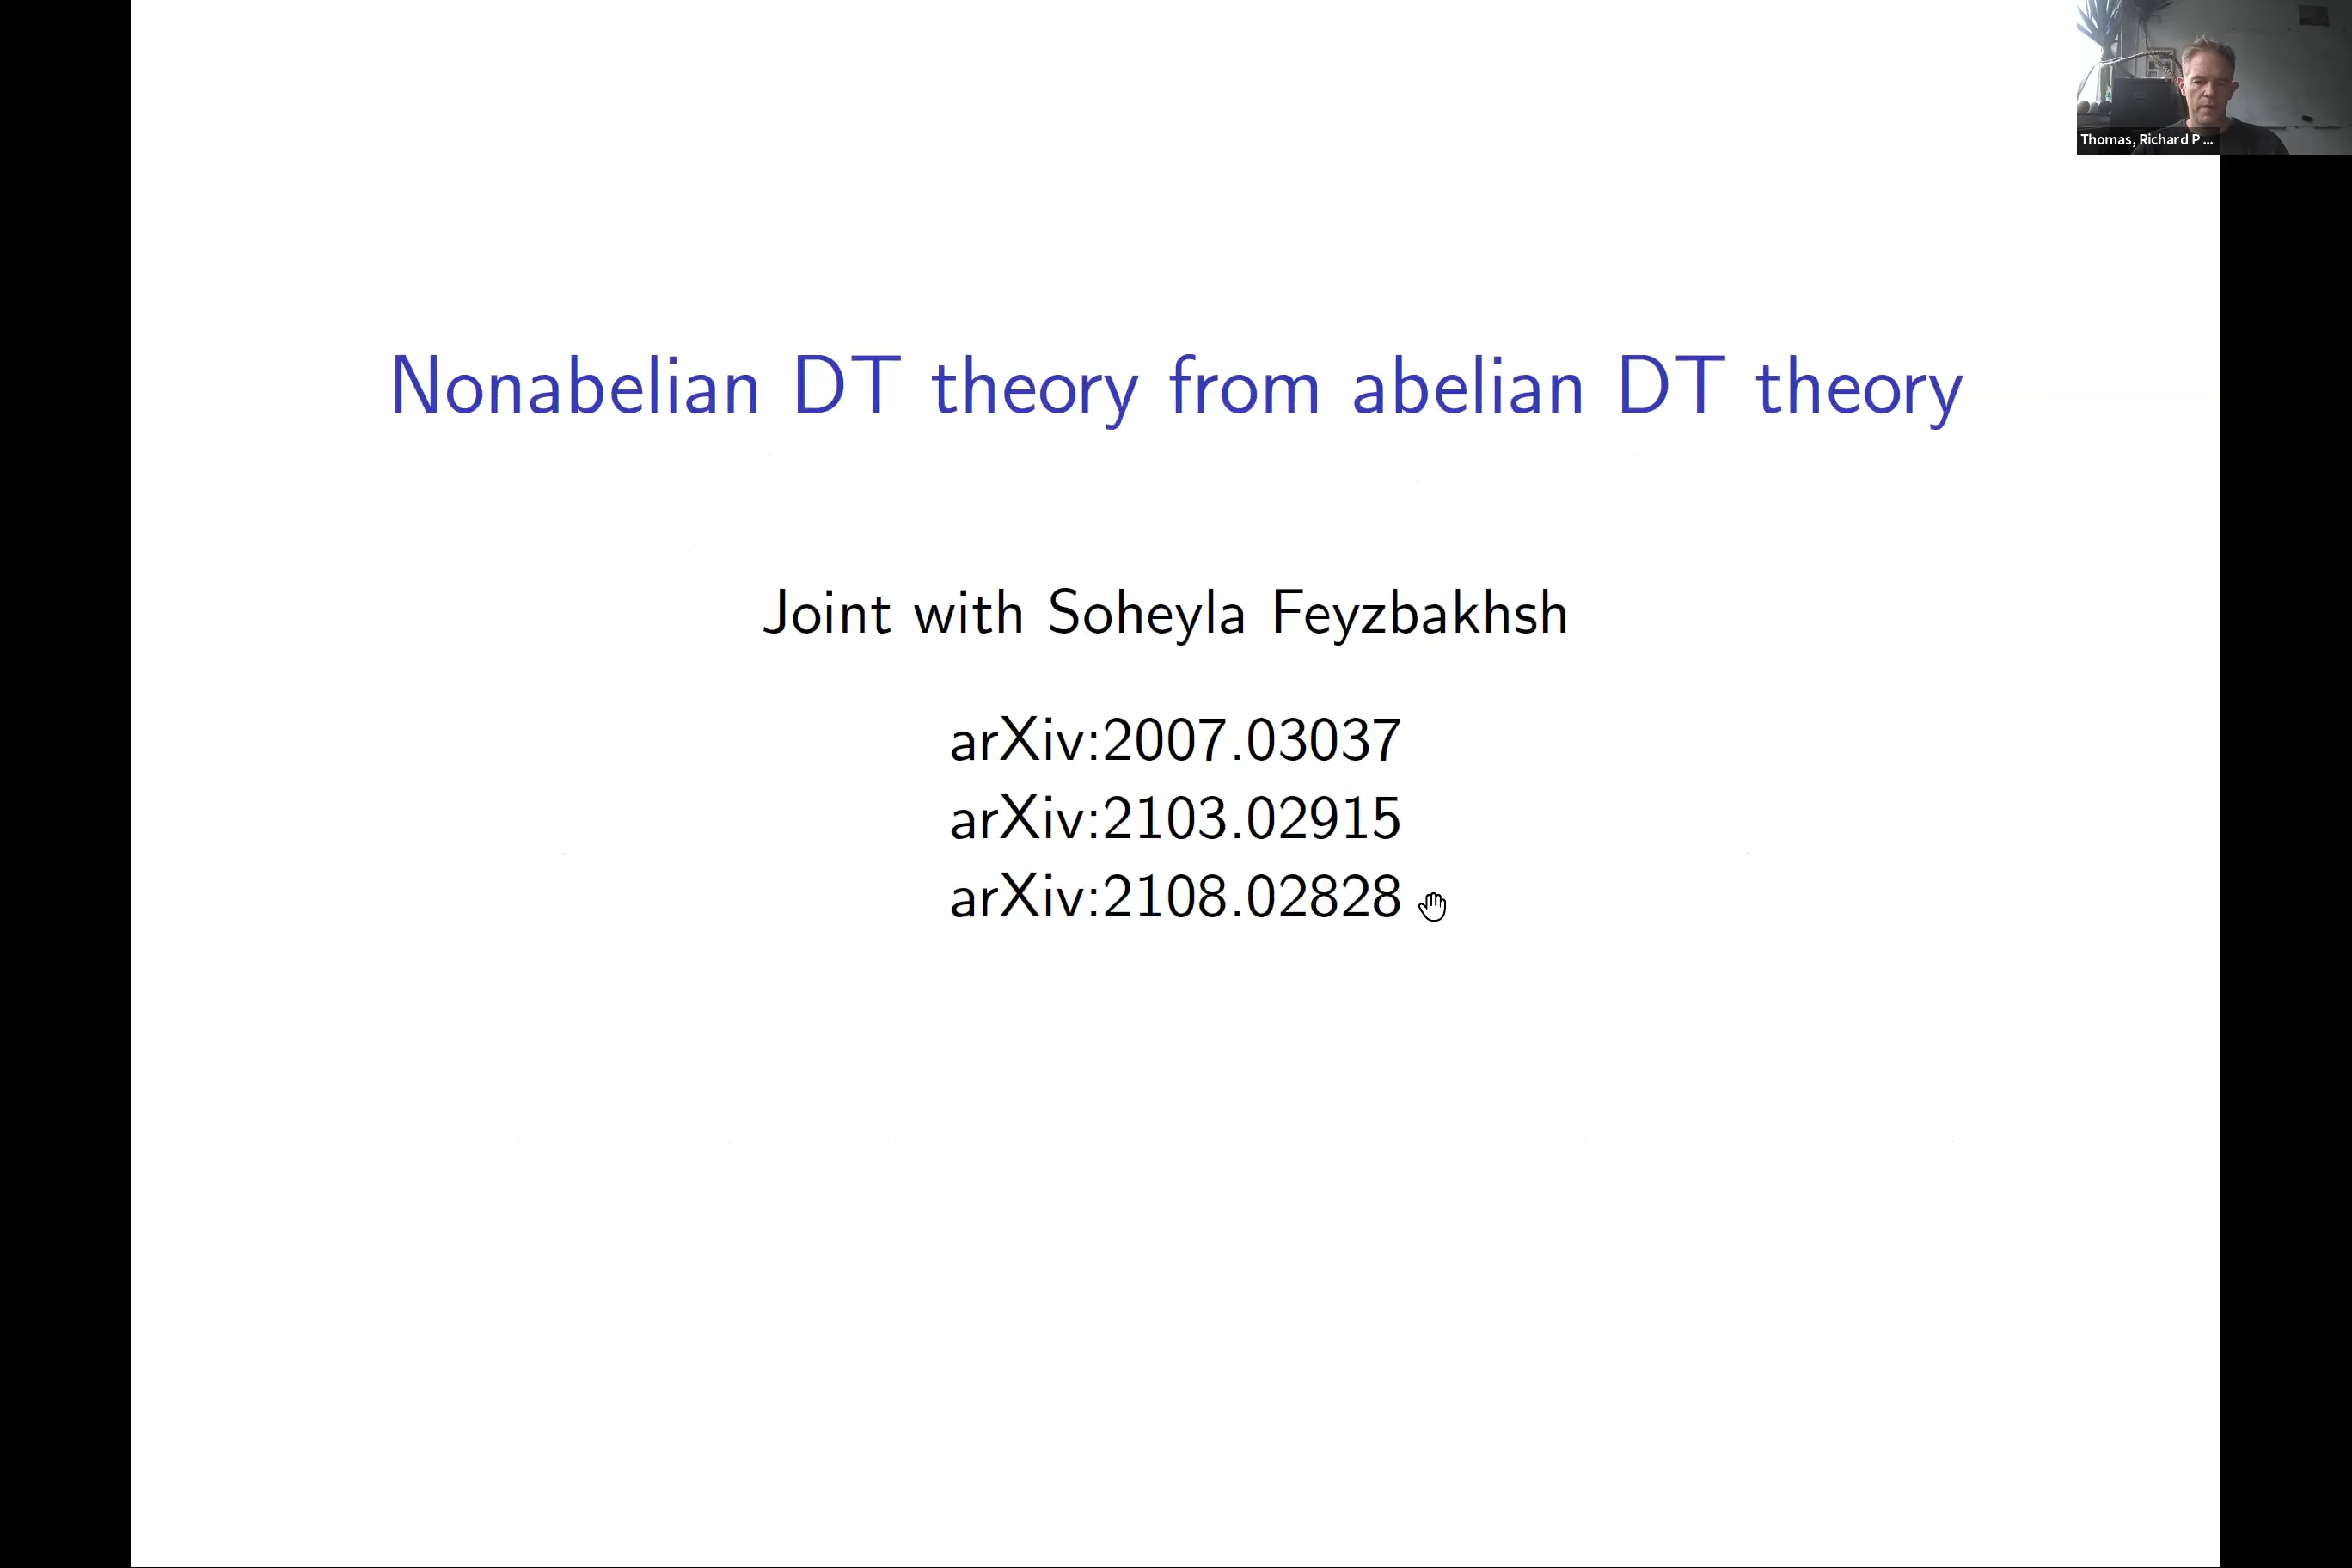 Thomas, Richard P ...
Nonabelian DT theory from abelian DT theory
Joint with Soheyla Feyzbakhsh
arXiv:2007.03037
arXiv:2103.02915
arXiv:2108.02828